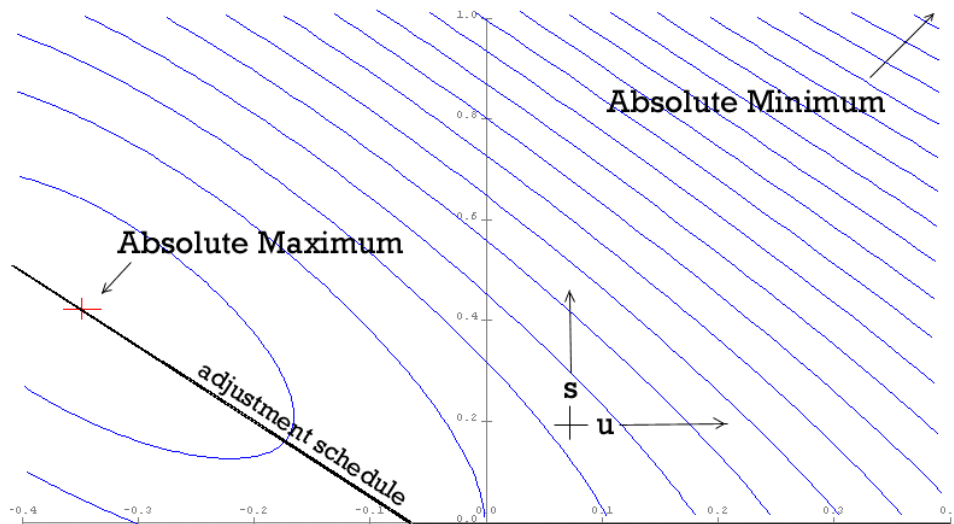 1.0
Absolute Minimum
0.8
0.6
Absolute Maximum
0.4
adjustment schedule
s
0.2
u
-0.4 -0.3 -0.2 -0.1 0.0 0.1 0.2 0.3 0.